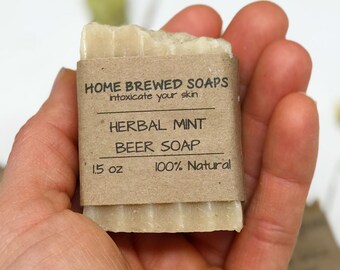 HOME BREWED SOAPS
intoxicate your skin
HERBAL MINT
BEER SOAP
1.5 oz 100% Natural